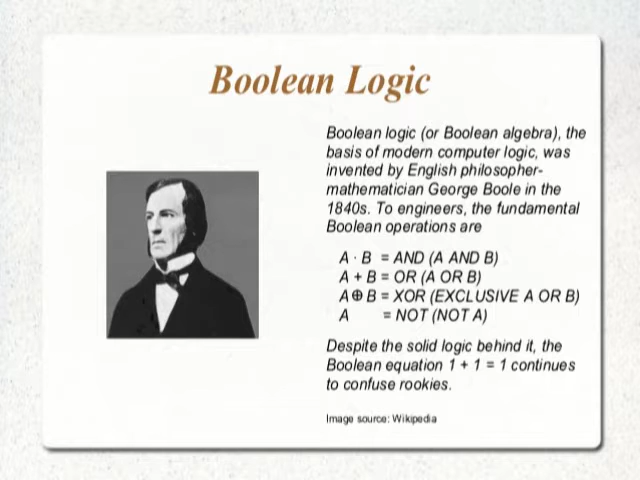 Boolean Logic
Boolean logic (or Boolean algebra), the
basis of modern computer logic, was
invented by English philosopher-
mathematician George Boole in the
1840s. To engineers, the fundamental
Boolean operations are
A · B = AND (A AND B)
A + B = OR (A OR B)
A ⊕ B = XOR (EXCLUSIVE A OR B)
A = NOT (NOT A)
Despite the solid logic behind it, the
Boolean equation 1 + 1 = 1 continues
to confuse rookies.
Image source: Wikipedia